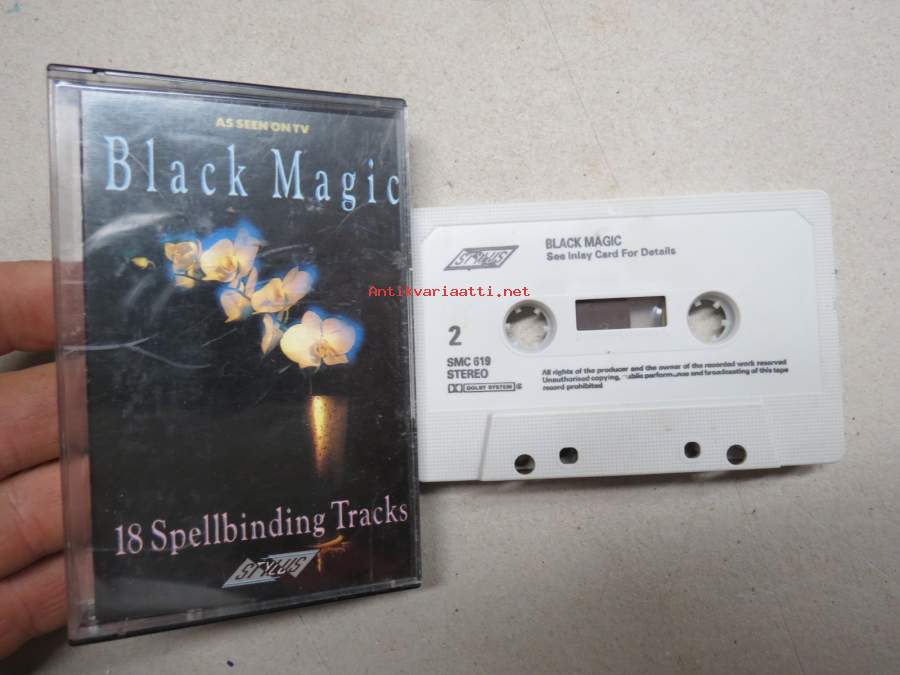 AS SEEN ON TV
Black Magic
18 Spellbinding Tracks
STYLUS
Antikvariaatti.net
STYLUS
BLACK MAGIC
See Inlay Card For Details
2
SMC 619
STEREO
DOLBY SYSTEM
All rights of the producer and the owner of the recorded work reserved
Unauthorised copying, public performance and broadcasting of this tape
record prohibited